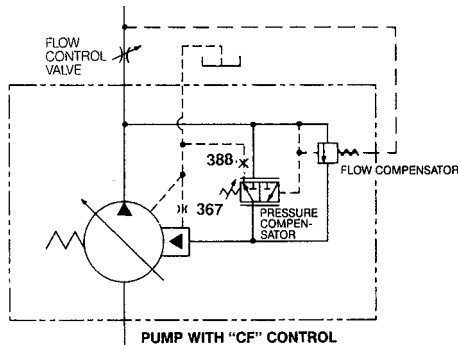 FLOW
CONTROL
VALVE
388
FLOW COMPENSATOR
367
PRESSURE
COMPEN-
SATOR
PUMP WITH "CF" CONTROL